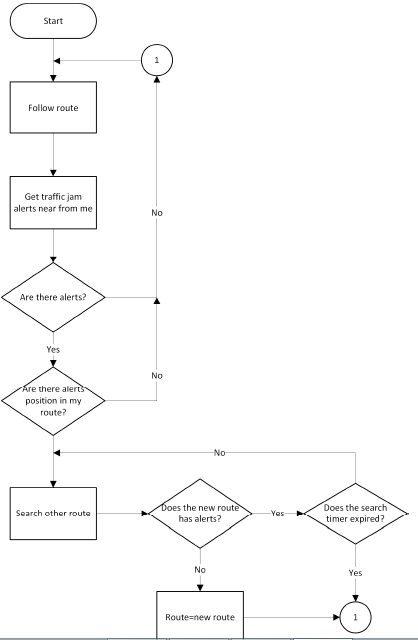 Start
1
Follow route
Get traffic jam
alerts near from me
No
Are there alerts?
Yes
No
Are there alerts
position in my
route?
No
Search other route
Does the new route
has alerts?
Yes
Does the search
timer expired?
No
Yes
Route=new route
1